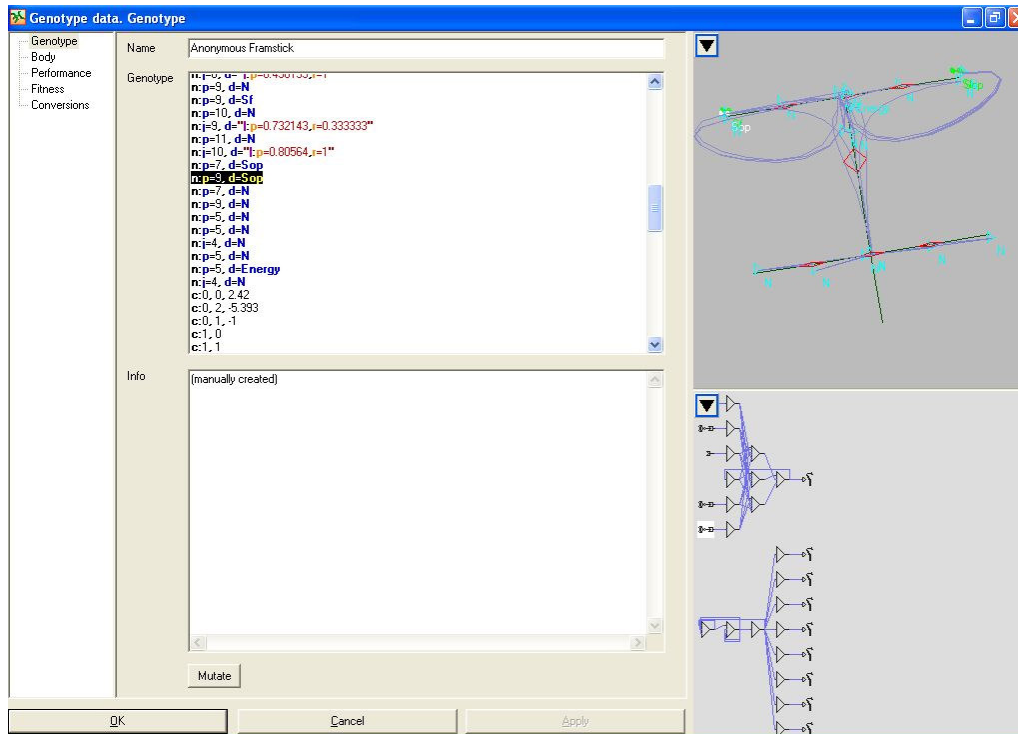 Genotype data. Genotype
Genotype
Body
Performance
Fitness
Conversions
Name
Anonymous Framstick
Genotype
n:p=9, d=N
n:p=9, d=Sf
n:p=10, d=N
n:j=9, d="|:p=0.732143,r=0.333333"
n:p=11, d=N
n:j=10, d="|:p=0.80564,r=1"
n:p=7, d=Sop
n:p=9, d=Sop
n:p=7, d=N
n:p=9, d=N
n:p=5, d=N
n:p=5, d=N
n:j=4, d=N
n:p=5, d=N
n:p=5, d=Energy
n:j=4, d=N
c:0, 0, 2.42
c:0, 2, -5.393
c:0, 1, -1
c:1, 0
c:1, 1
Info
(manually created)
Mutate
OK
Cancel
Apply
Sop
Sop
N
N
N
N
N
N
N